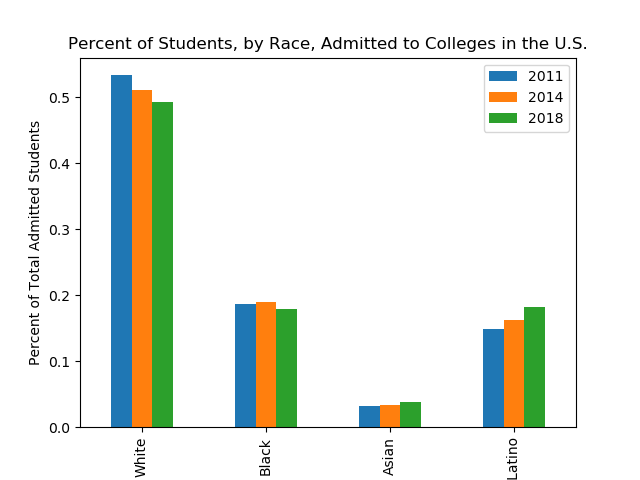 Percent of Students, by Race, Admitted to Colleges in the U.S.
2011
2014
2018
Percent of Total Admitted Students
0.5
0.4
0.3
0.2
0.1
0.0
White
Black
Asian
Latino